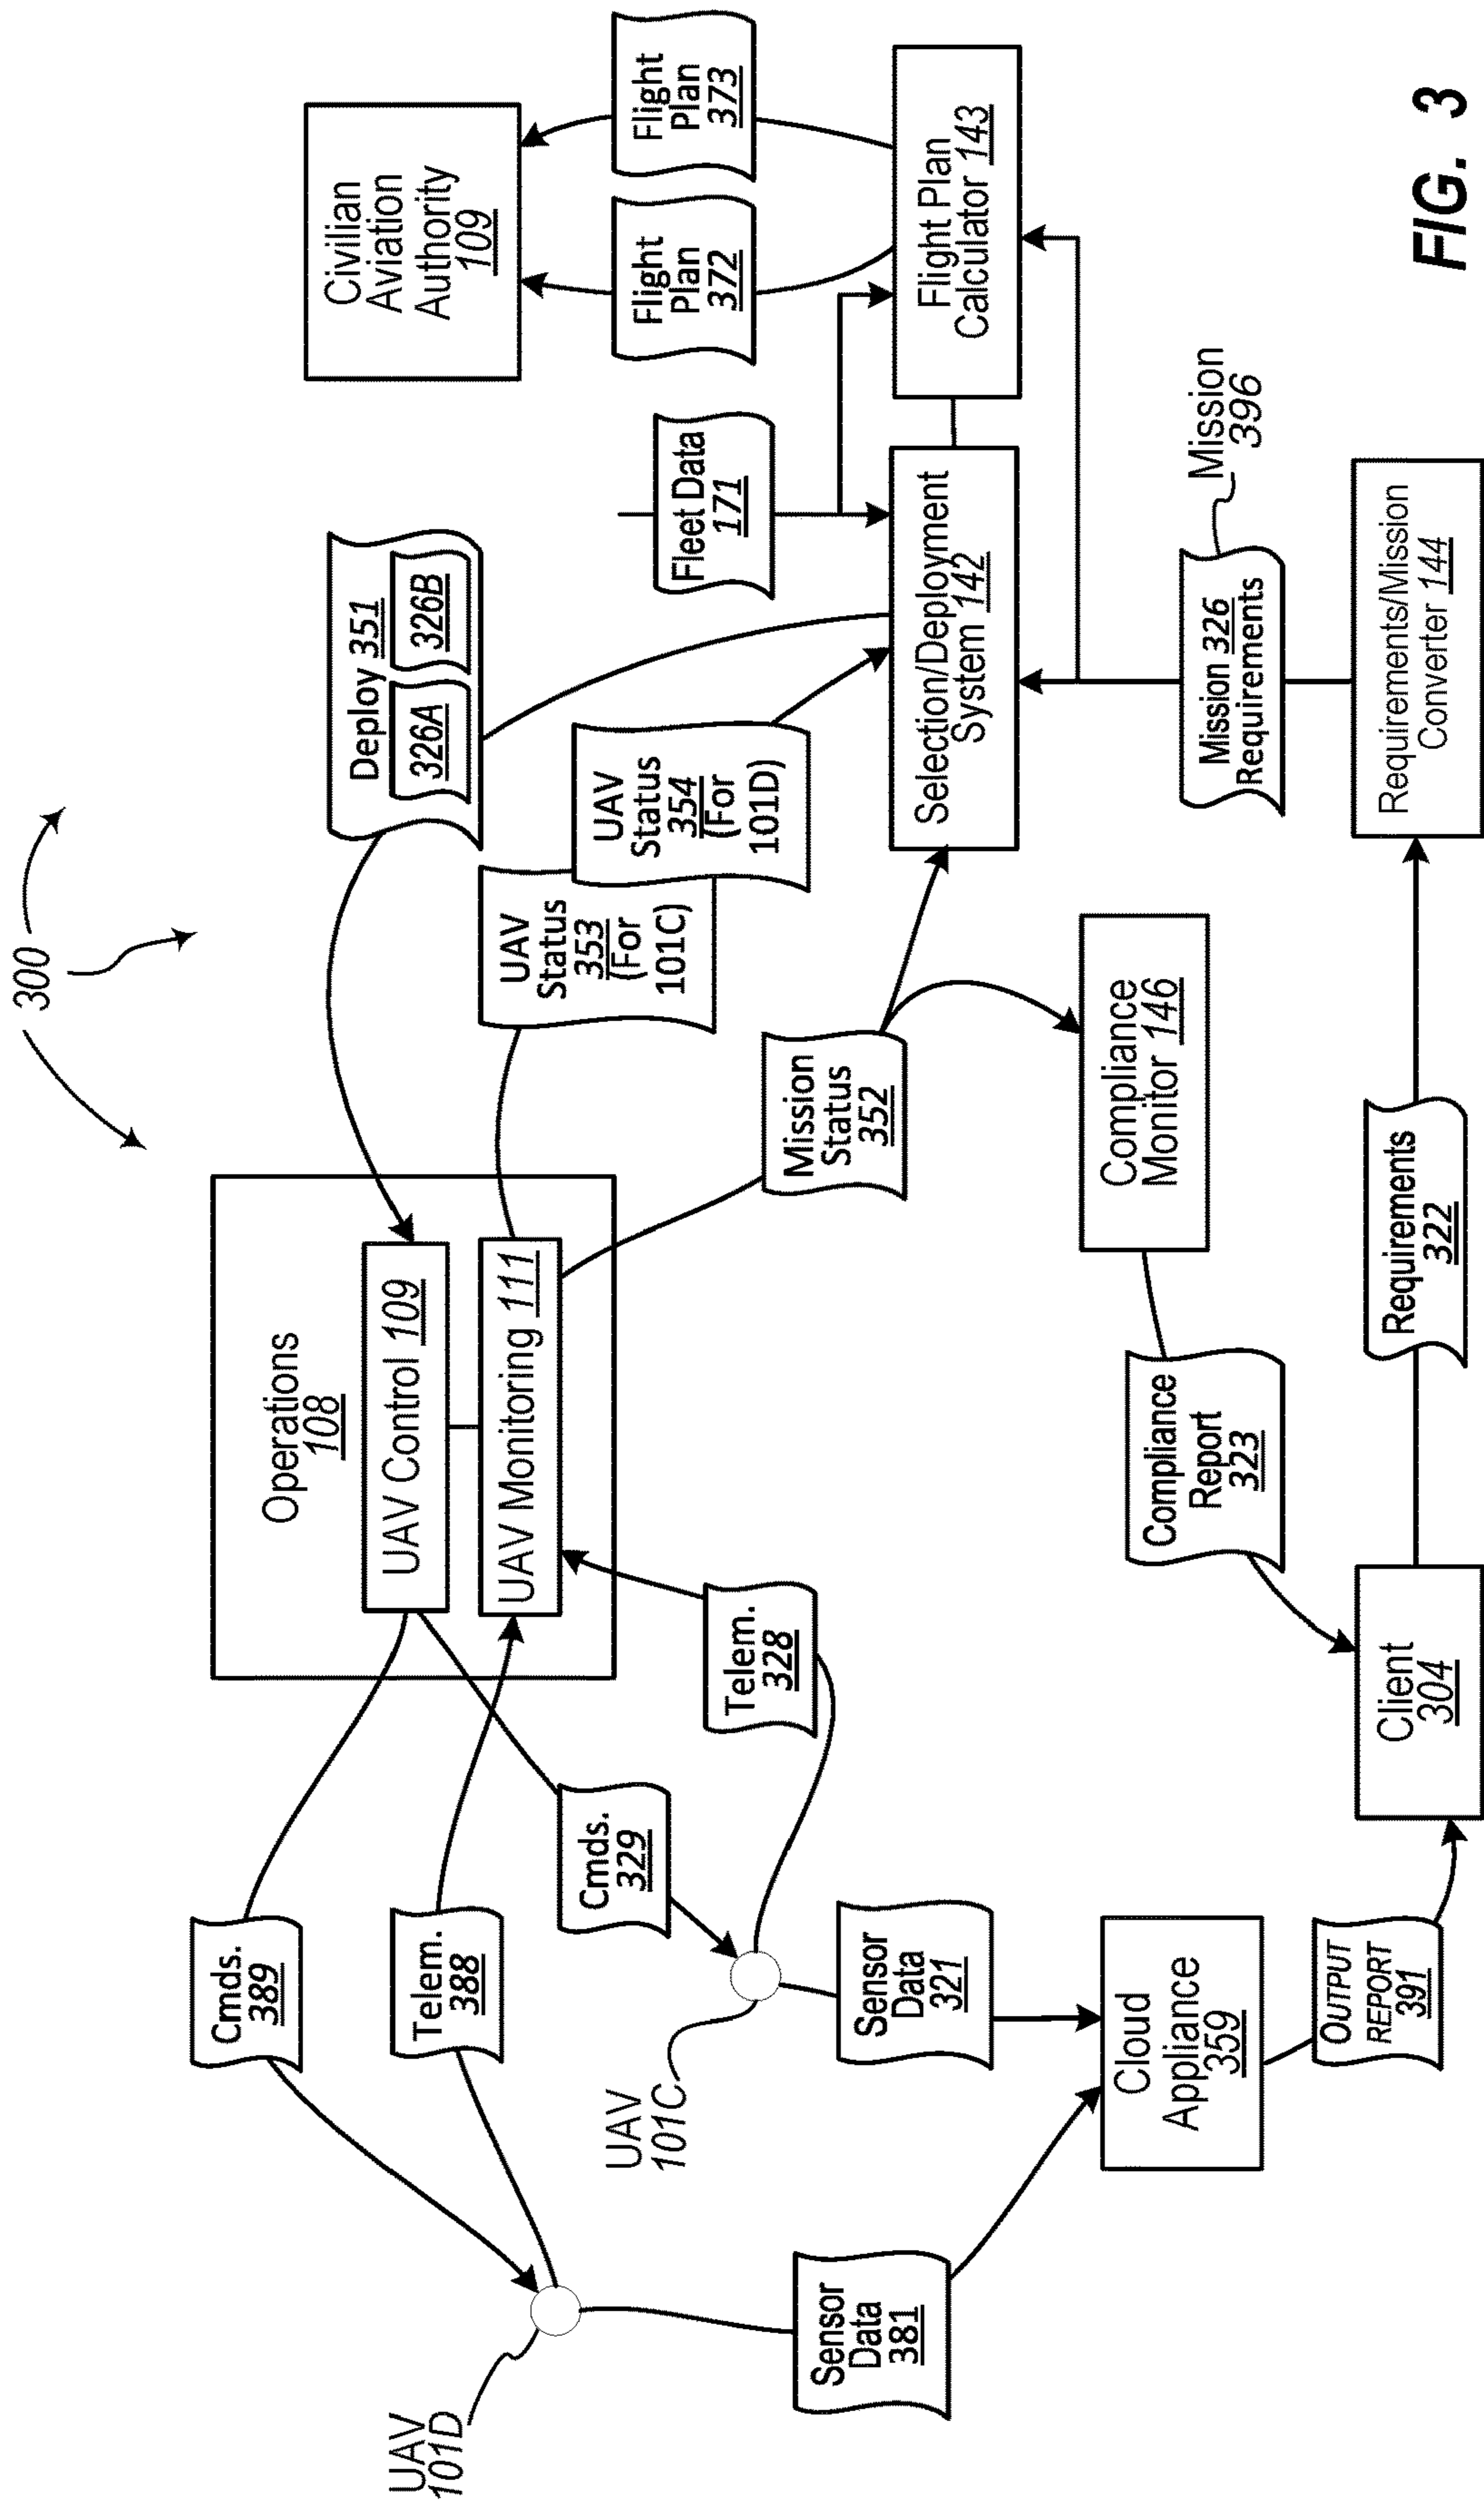 300
Operations
108
UAV Control 109
UAV Monitoring 111
Deploy 351
326A
326B
Civilian
Aviation
Authority
109
Cmds.
389
Telem.
388
UAV
101D
Cmds.
329
Telem.
328
UAV
101C
UAV
Status
353
(For
101C)
UAV
Status
354
(For
101D)
Fleet Data
171
Flight
Plan
372
Flight
Plan
373
Sensor
Data
381
Sensor
Data
321
Mission
Status
352
Selection/Deployment
System 142
Flight Plan
Calculator 143
Cloud
Appliance
359
Compliance
Monitor 146
Compliance
Report
323
Mission 326
Requirements
Mission
396
OUTPUT
REPORT
391
Client
304
Requirements
322
Requirements/Mission
Converter 144
FIG. 3